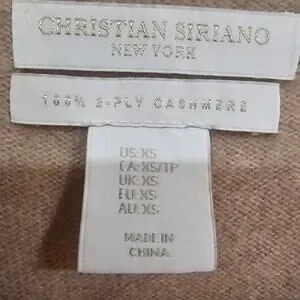 CHRISTIAN SIRIANO
NEW YORK
100% 2-PLY CASHMERE
US: XS
CA: XS/TP
UK: XS
EU: XS
AU: XS
MADE IN
CHINA